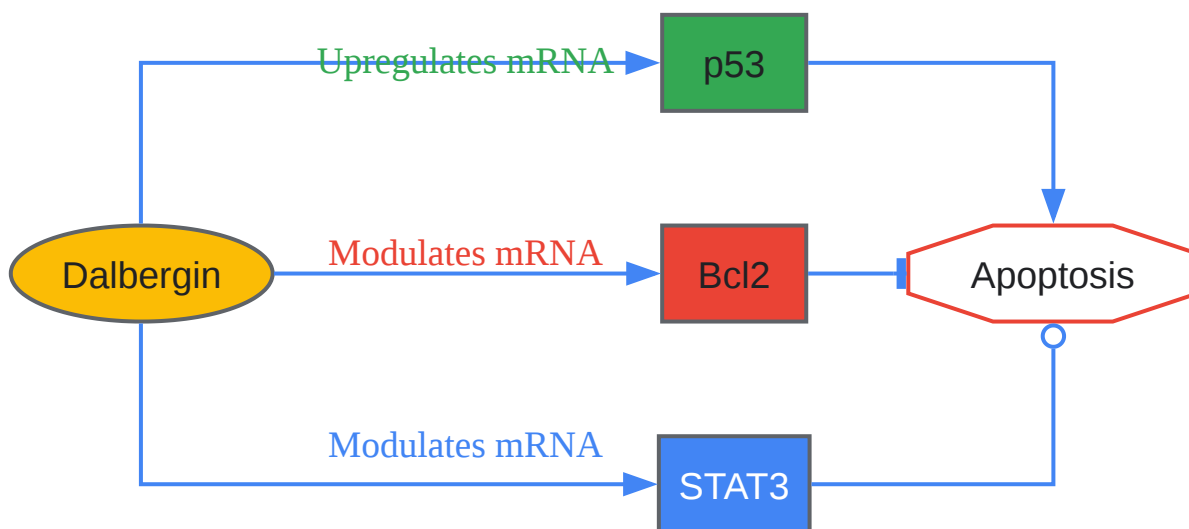 Upregulates mRNA
p53
Dalbergin
Modulates mRNA
Bcl2
Apoptosis
Modulates mRNA
STAT3